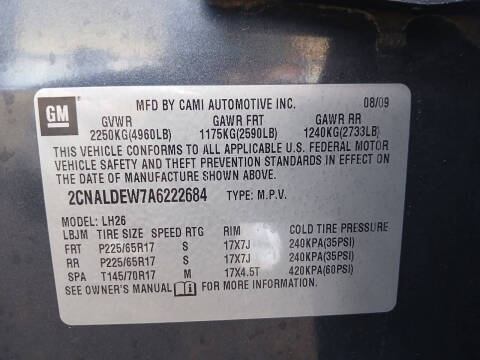 GM
MFD BY CAMI AUTOMOTIVE INC. 08/09
GVWR GAWR FRT GAWR RR
2250KG(4960LB) 1175KG(2590LB) 1240KG(2733LB)
THIS VEHICLE CONFORMS TO ALL APPLICABLE U.S. FEDERAL MOTOR
VEHICLE SAFETY AND THEFT PREVENTION STANDARDS IN EFFECT ON
THE DATE OF MANUFACTURE SHOWN ABOVE.
2CNALDEW7A6222684 TYPE: M.P.V.
MODEL: LH26
LBJM TIRE SIZE SPEED RTG RIM COLD TIRE PRESSURE
FRT P225/65R17 S 17X7J 240KPA(35PSI)
RR P225/65R17 S 17X7J 240KPA(35PSI)
SPA T145/70R17 M 17X4.5T 420KPA(60PSI)
SEE OWNER'S MANUAL FOR MORE INFORMATION.